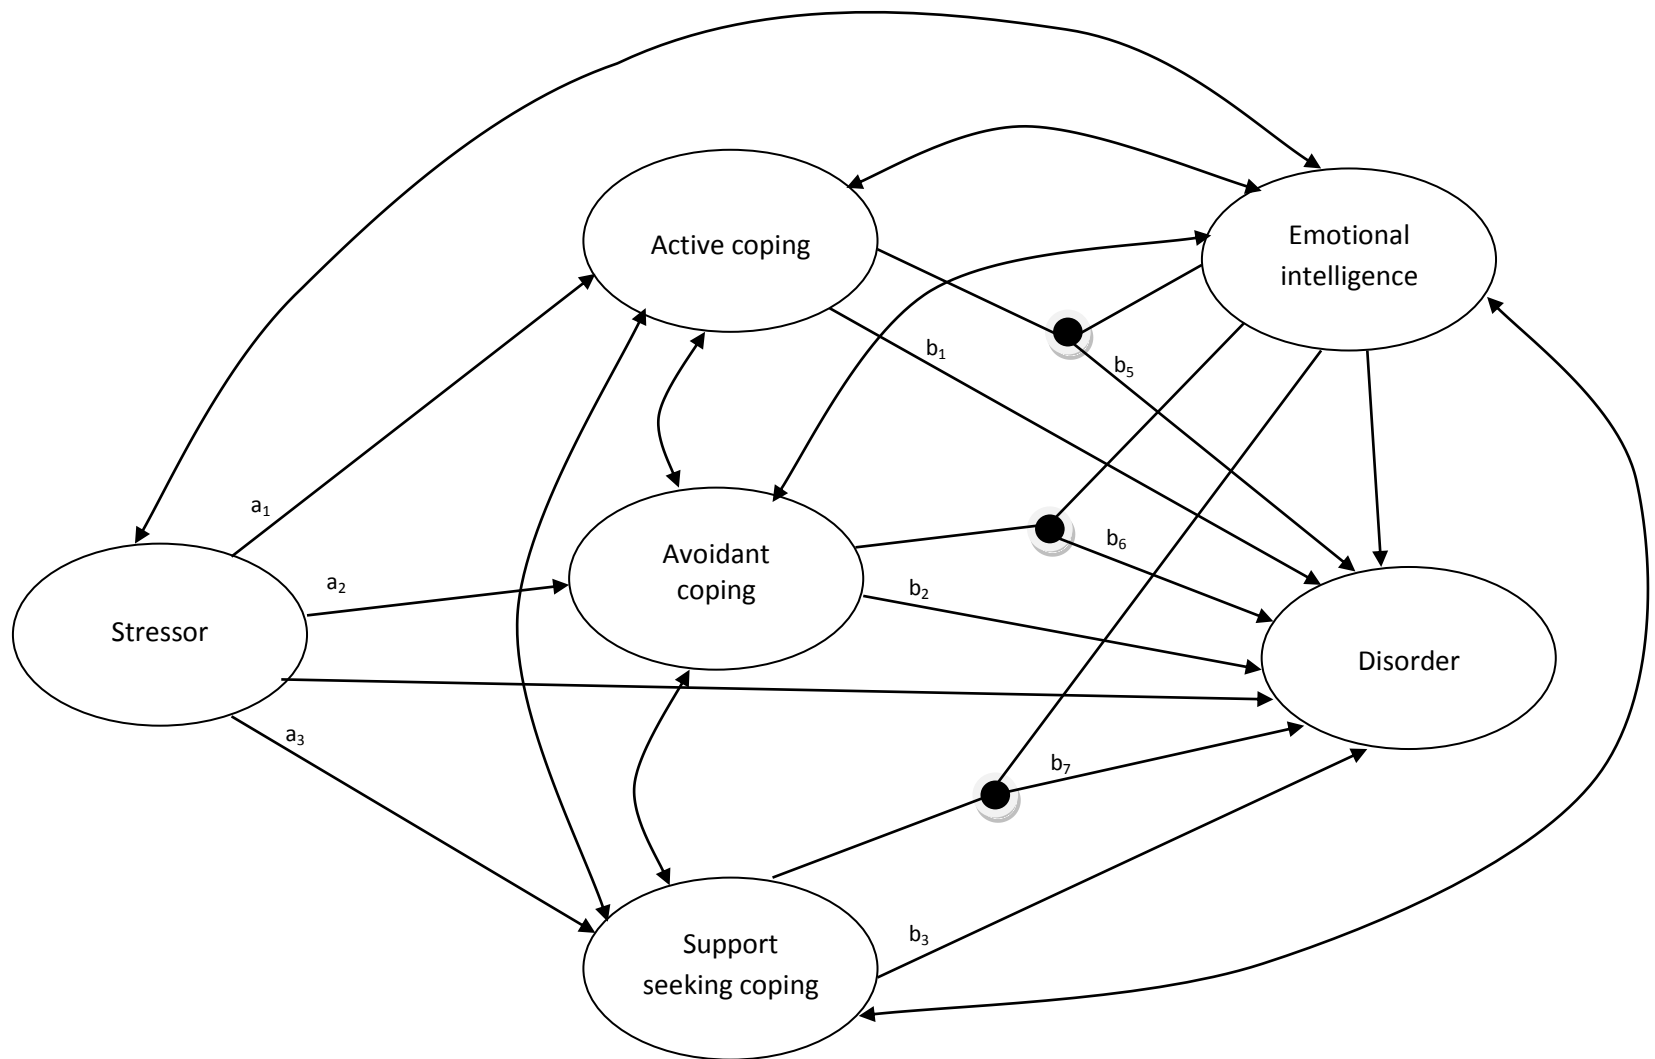 Active coping
Emotional
intelligence
b₁
b₅
a₁
Avoidant
coping
b₆
a₂
b₂
Stressor
Disorder
a₃
b₇
b₃
Support
seeking coping